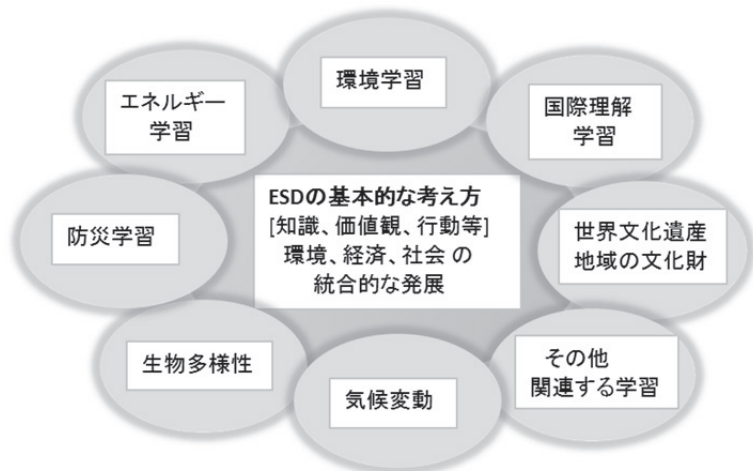 環境学習
エネルギー
学習
国際理解
学習
ESDの基本的な考え方
[知識、価値観、行動等]
環境、経済、社会 の
統合的な発展
防災学習
世界文化遺産
地域の文化財
生物多様性
気候変動
その他
関連する学習